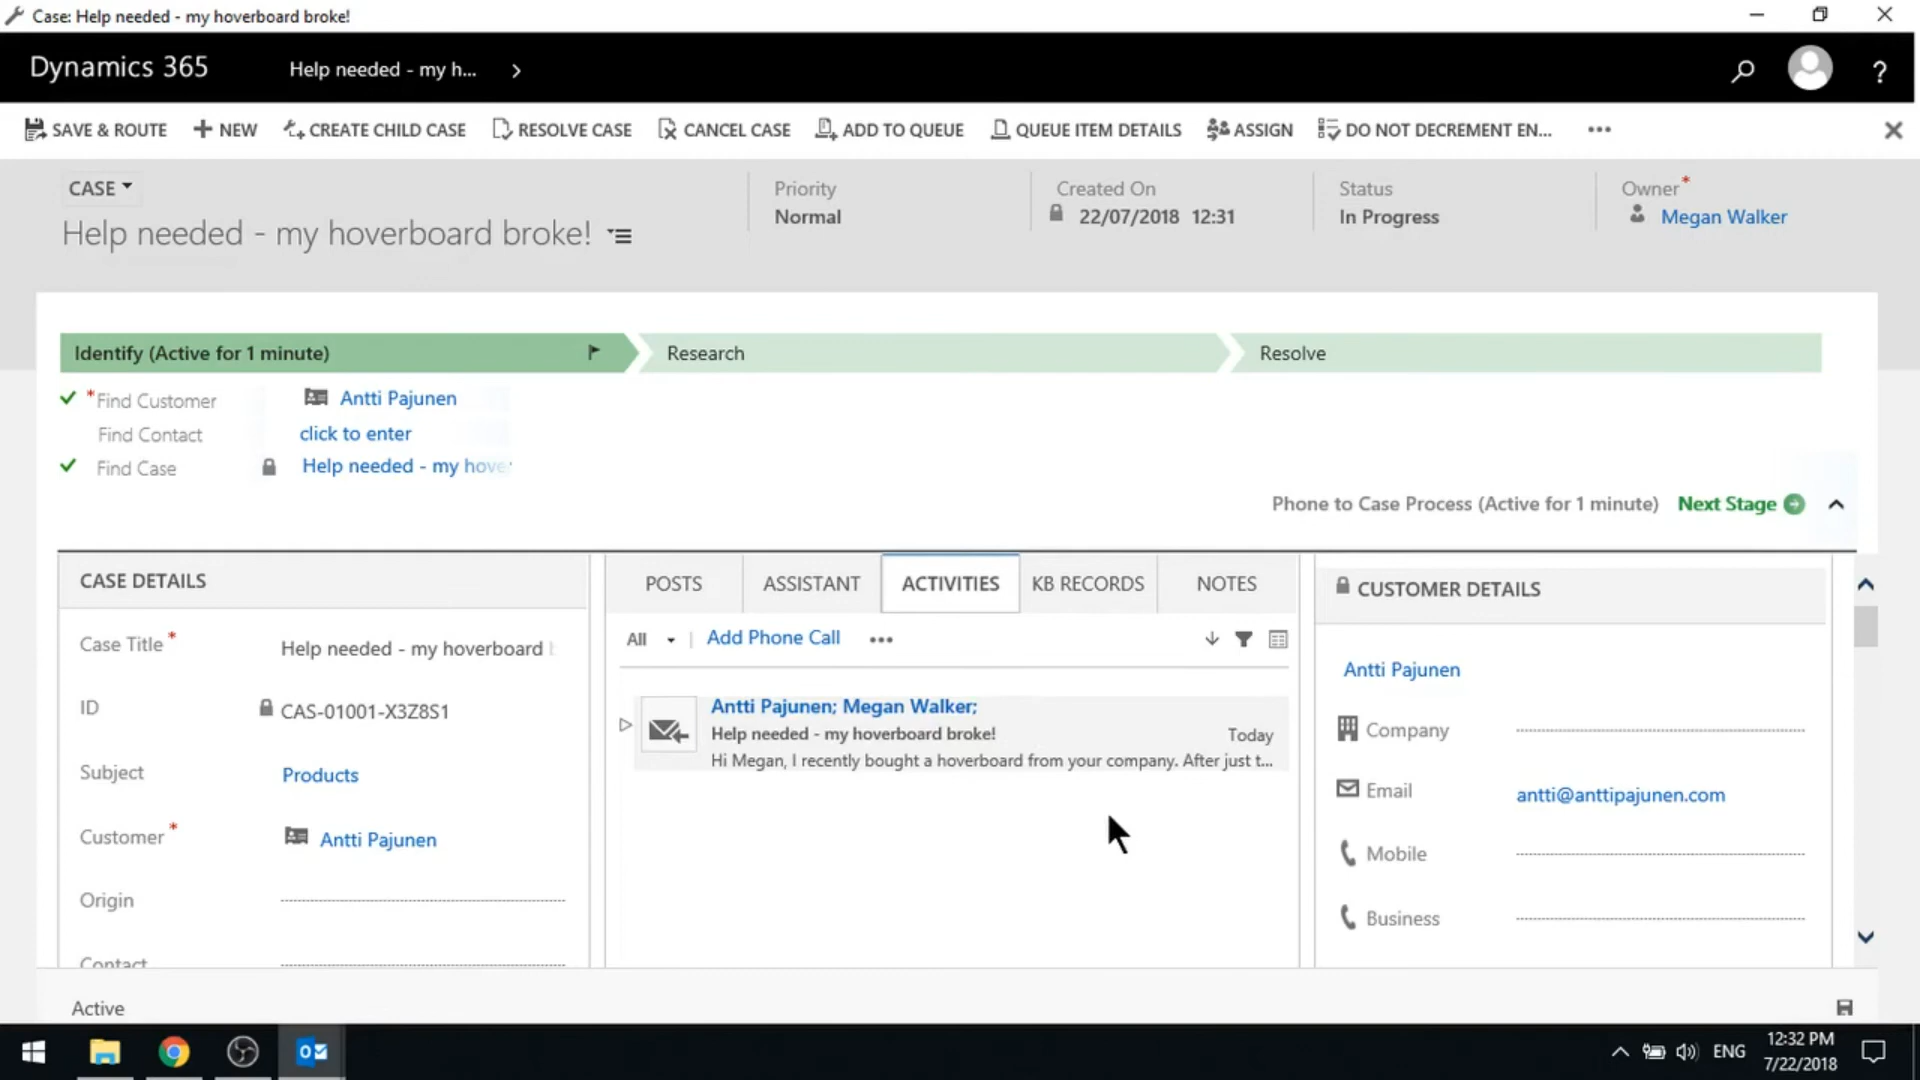 Case: Help needed - my hoverboard broke!
Dynamics 365
Help needed - my h...
?
SAVE & ROUTE
NEW
CREATE CHILD CASE
RESOLVE CASE
CANCEL CASE
ADD TO QUEUE
QUEUE ITEM DETAILS
ASSIGN
DO NOT DECREMENT EN...
CASE
Help needed - my hoverboard broke!
Priority
Normal
Created On
22/07/2018 12:31
Status
In Progress
Owner*
Megan Walker
Identify (Active for 1 minute)
Research
Resolve
*Find Customer
Antti Pajunen
Find Contact
click to enter
Find Case
Help needed - my hove
Phone to Case Process (Active for 1 minute)
Next Stage
CASE DETAILS
Case Title*
Help needed - my hoverboard
ID
CAS-01001-X3Z8S1
Subject
Products
Customer*
Antti Pajunen
Origin
Contact
POSTS
ASSISTANT
ACTIVITIES
KB RECORDS
NOTES
All
Add Phone Call
Antti Pajunen; Megan Walker;
Help needed - my hoverboard broke!
Today
Hi Megan, I recently bought a hoverboard from your company. After just t...
CUSTOMER DETAILS
Antti Pajunen
Company
Email
antti@anttipajunen.com
Mobile
Business
Active
ENG
12:32 PM
7/22/2018